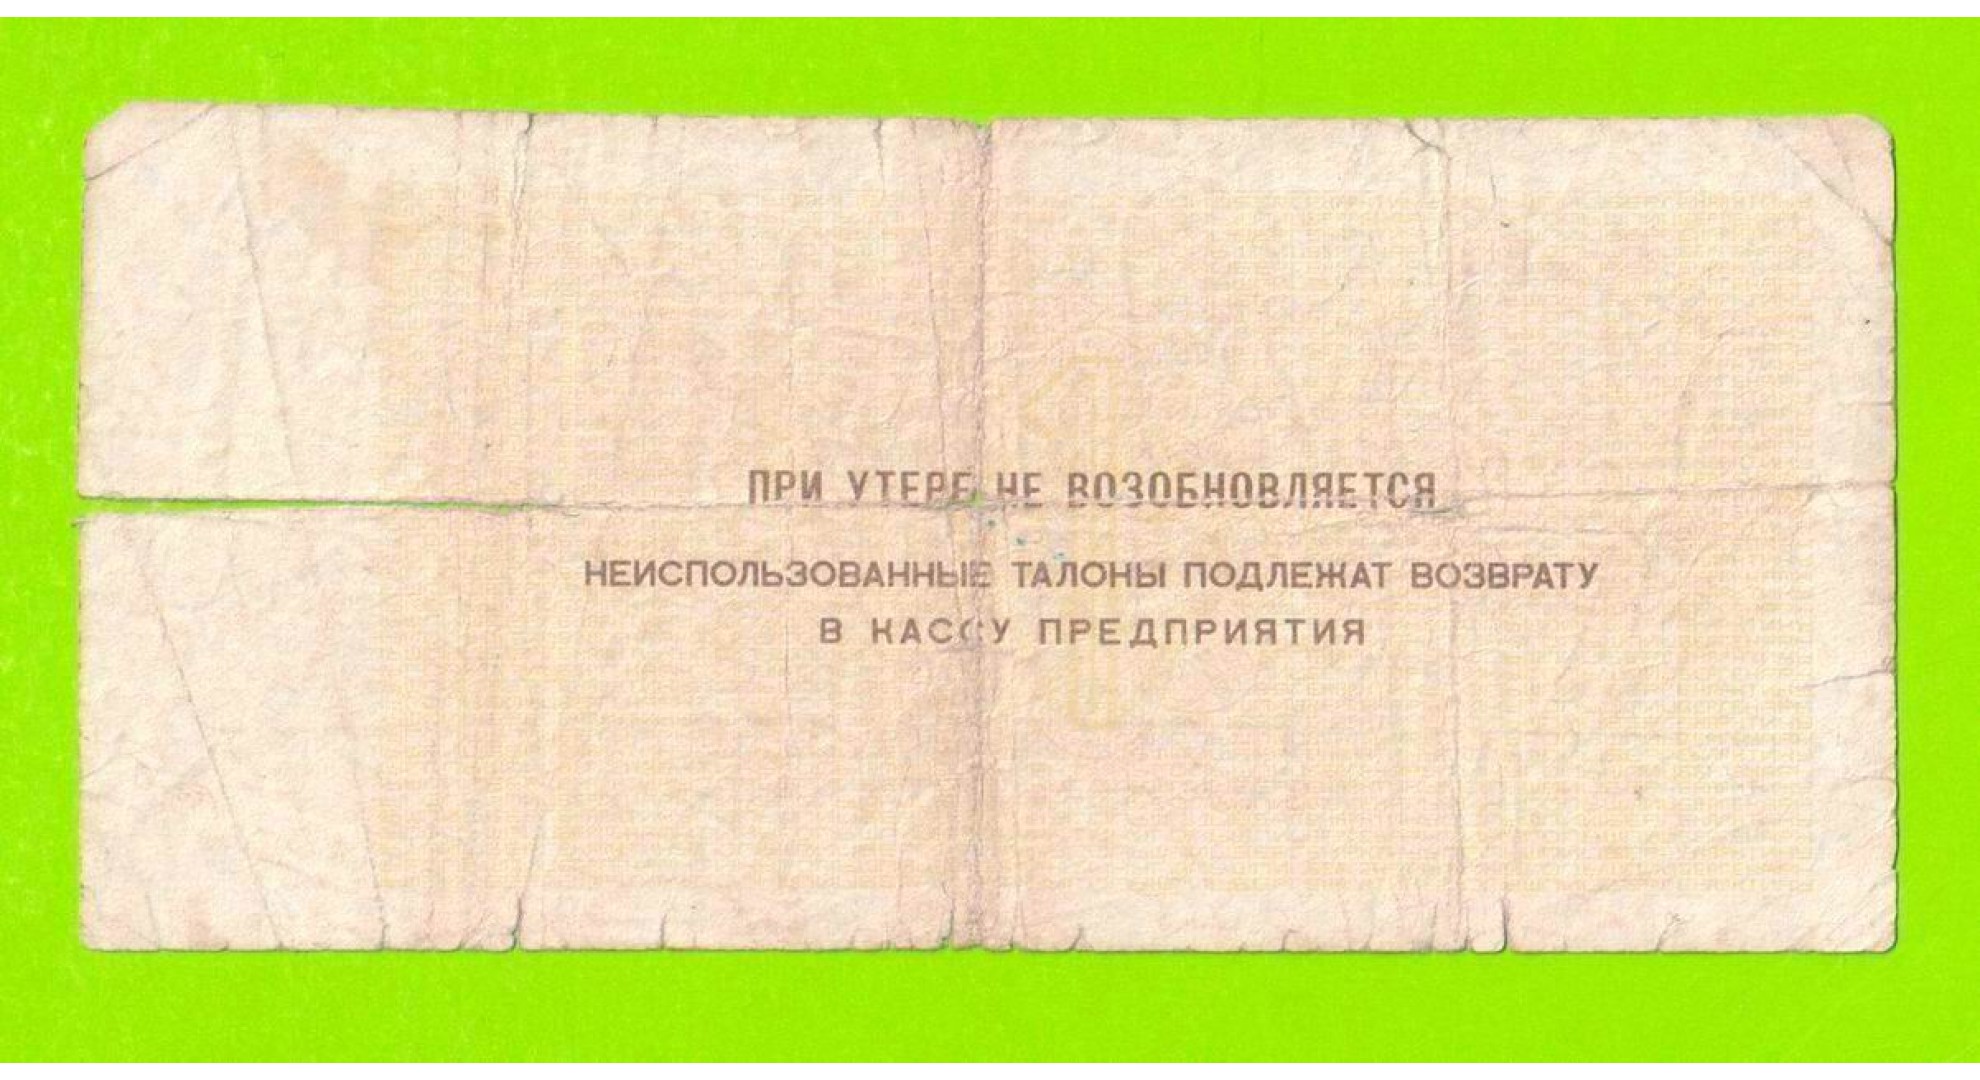 ПРИ УТЕРЕ НЕ ВОЗОБНОВЛЯЕТСЯ
НЕИСПОЛЬЗОВАННЫЕ ТАЛОНЫ ПОДЛЕЖАТ ВОЗВРАТУ
В КАССУ ПРЕДПРИЯТИЯ